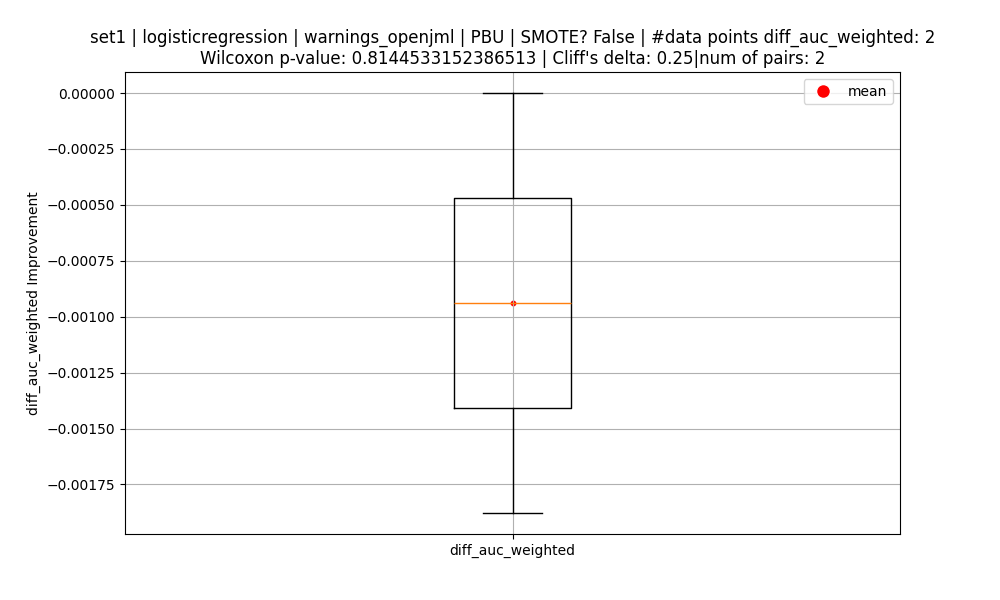 set1 | logisticregression | warnings_openjml | PBU | SMOTE? False | #data points diff_auc_weighted: 2
Wilcoxon p-value: 0.8144533152386513 | Cliff's delta: 0.25|num of pairs: 2
mean
diff_auc_weighted Improvement
0.00000
−0.00025
−0.00050
−0.00075
−0.00100
−0.00125
−0.00150
−0.00175
diff_auc_weighted